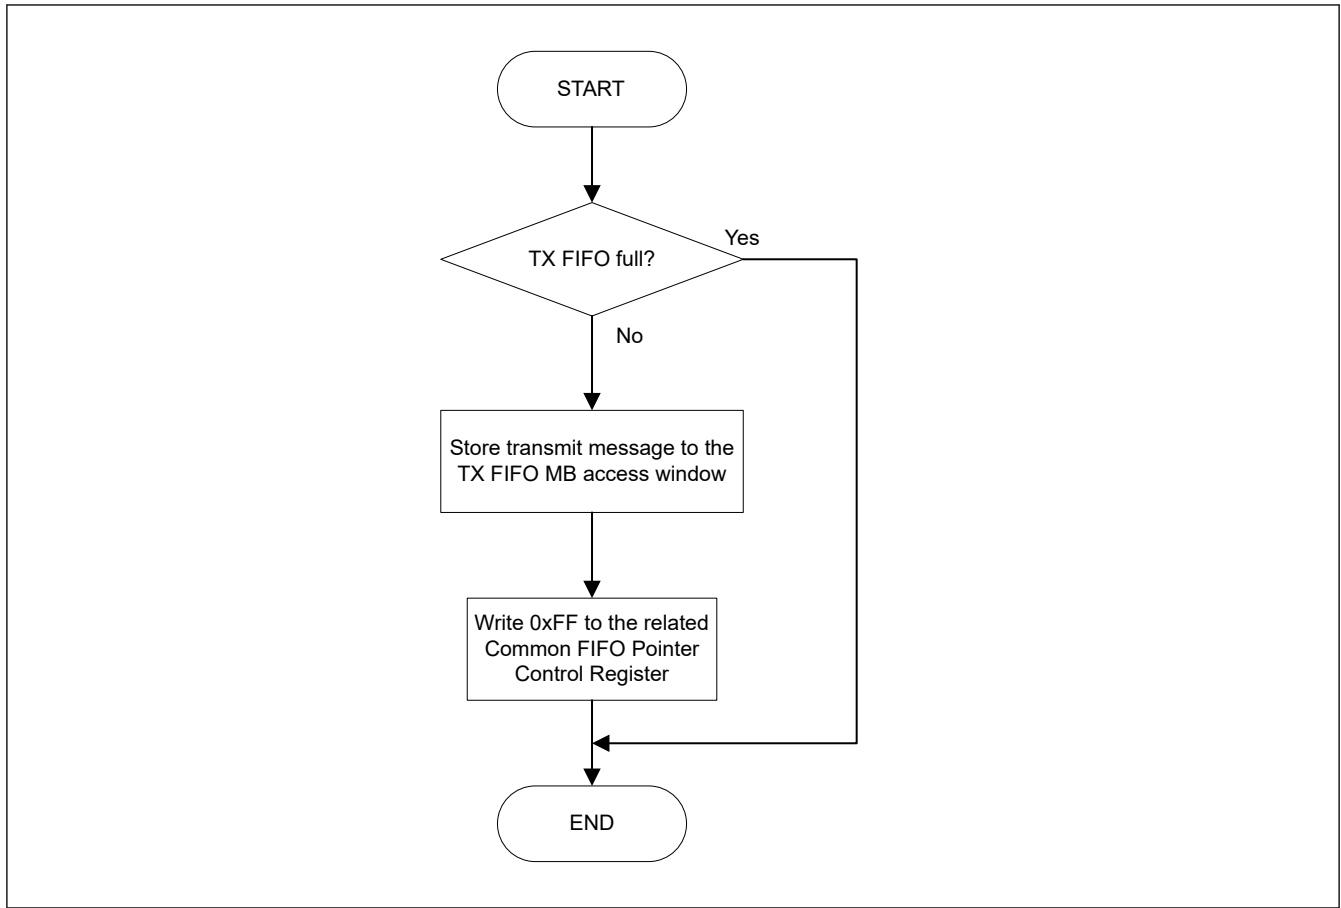 START
TX FIFO full?
Yes
No
Store transmit message to the
TX FIFO MB access window
Write 0xFF to the related
Common FIFO Pointer
Control Register
END